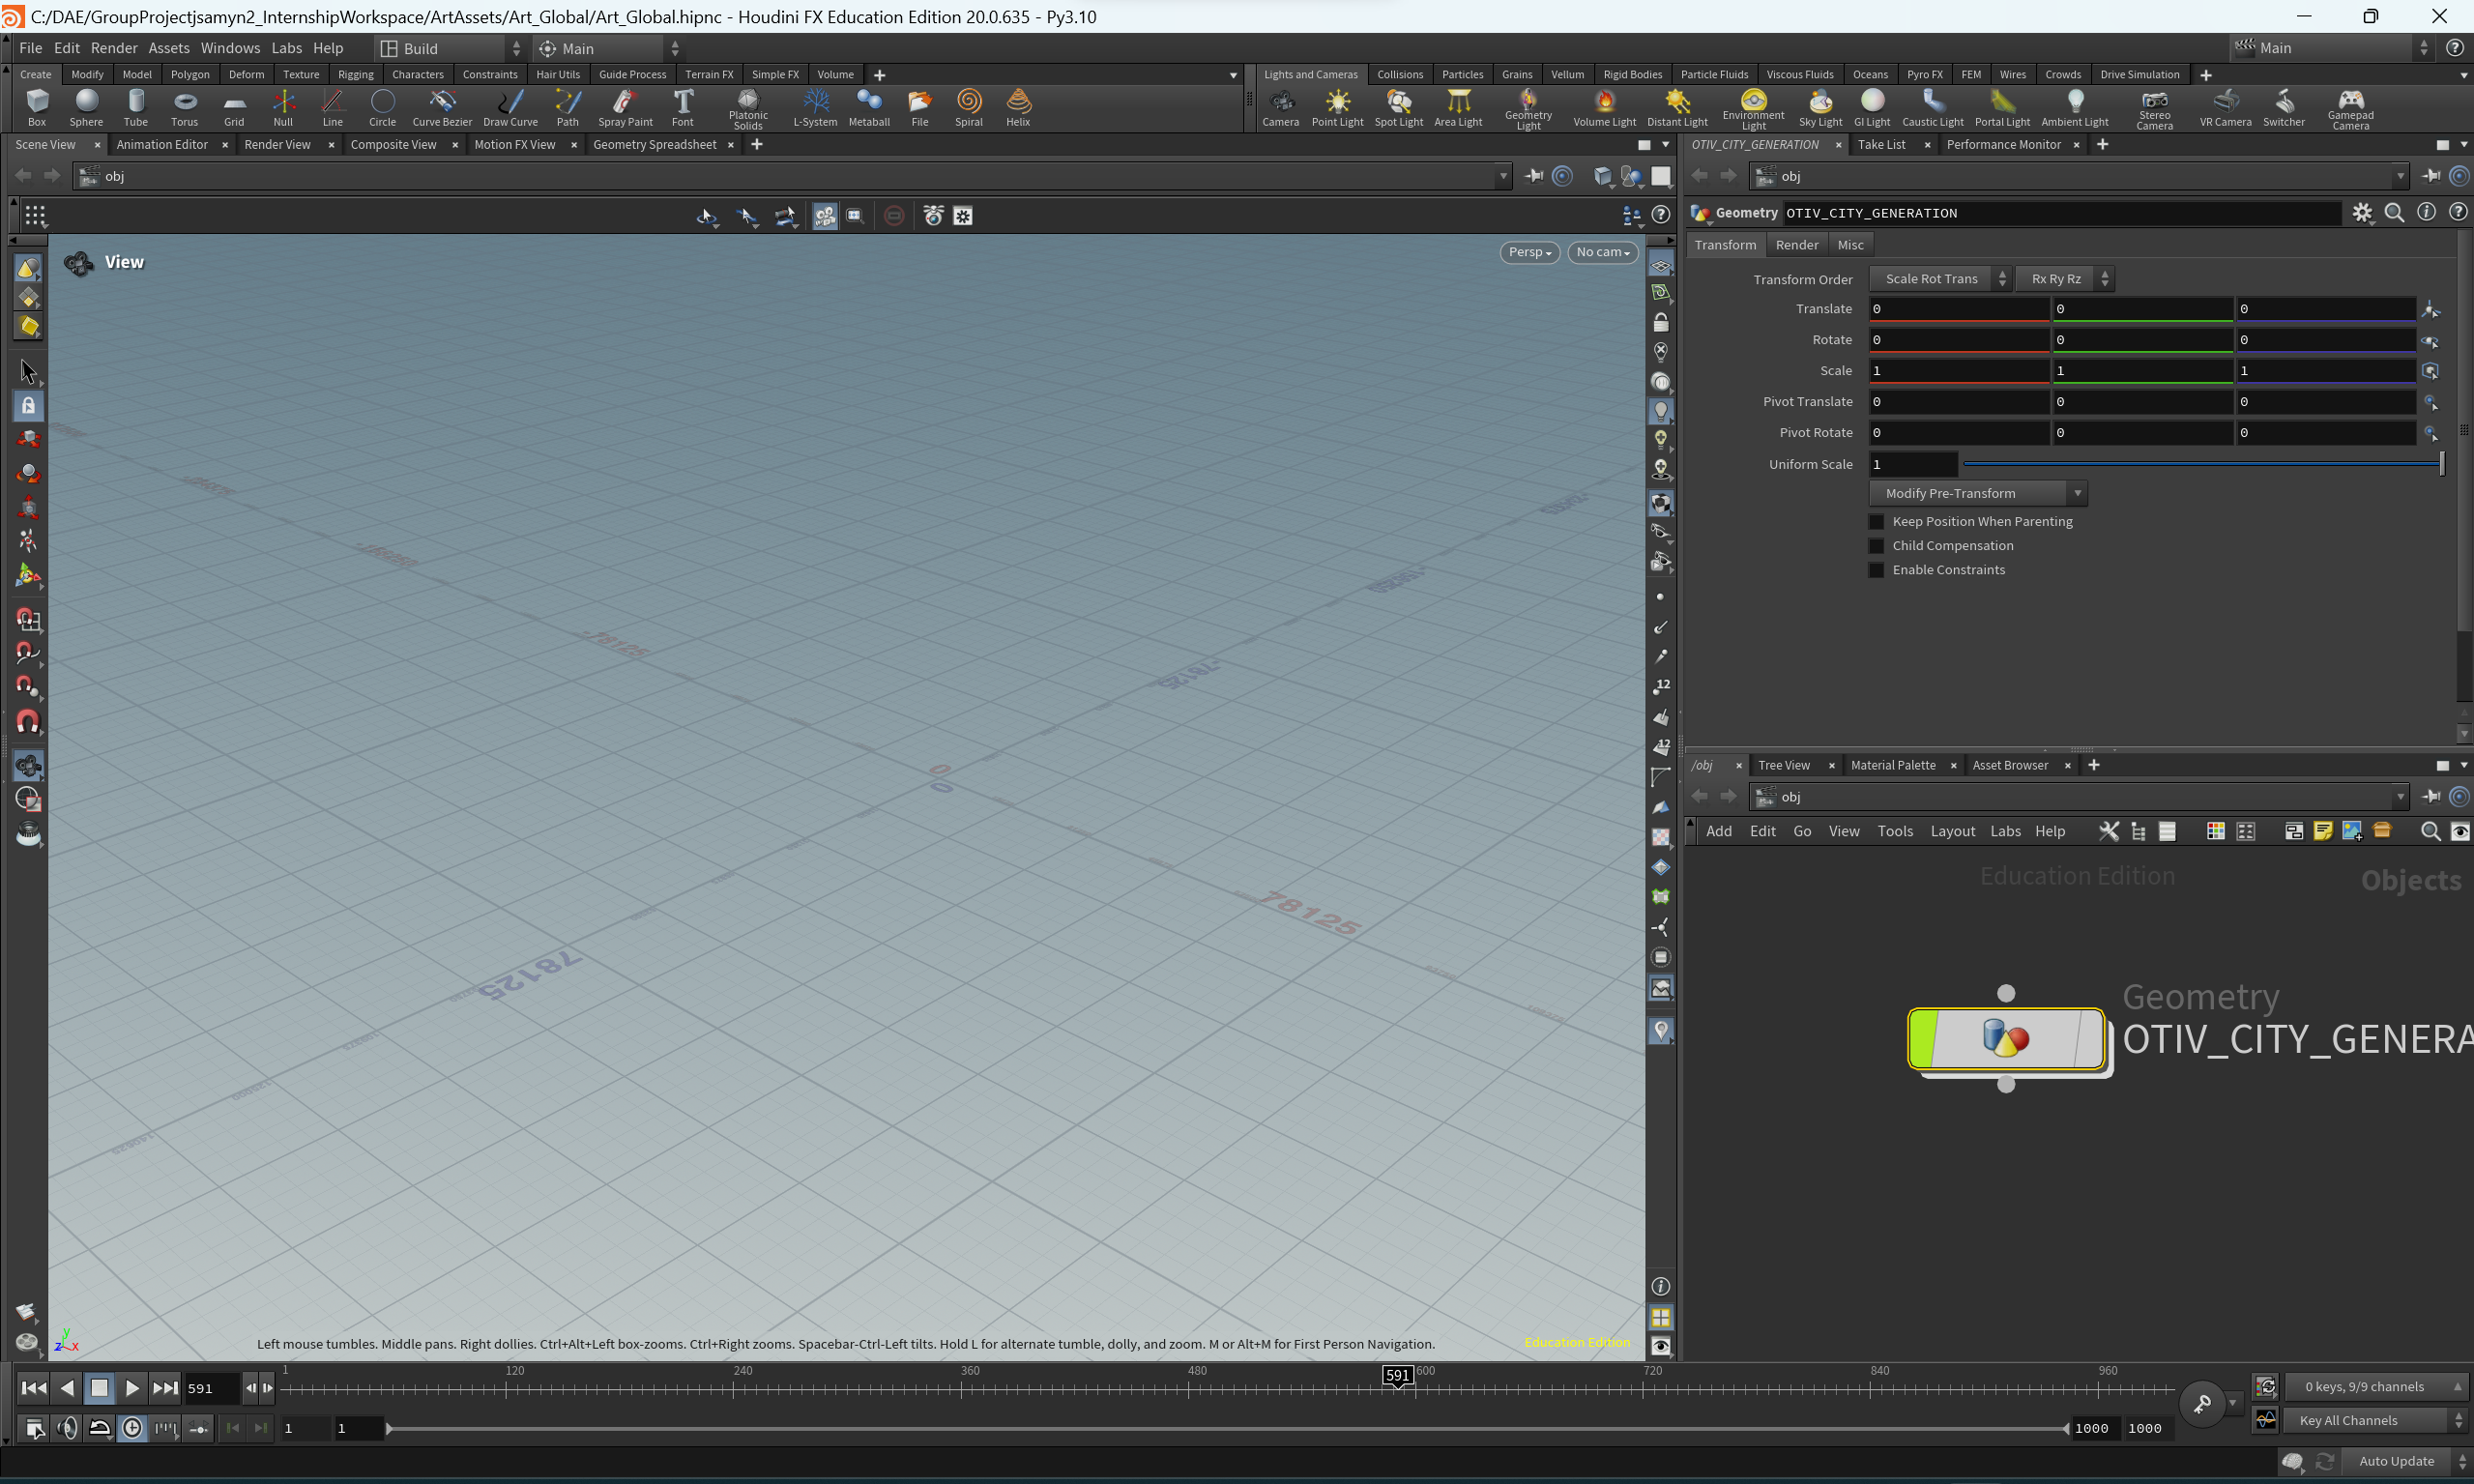 C:/DAE/GroupProjectjsamyn2_InternshipWorkspace/ArtAssets/Art_Global/Art_Global.hipnc - Houdini FX Education Edition 20.0.635 - Py3.10
File Edit Render Assets Windows Labs Help Build Main Main
Create Modify Model Polygon Deform Texture Rigging Characters Constraints Hair Utils Guide Process Terrain FX Simple FX Volume
Box Sphere Tube Torus Grid Null Line Circle Curve Bezier Draw Curve Path Spray Paint Font Platonic Solids L-System Metaball File Spiral Helix
Lights and Cameras Collisions Particles Grains Vellum Rigid Bodies Particle Fluids Viscous Fluids Oceans Pyro FX FEM Wires Crowds Drive Simulation
Camera Point Light Spot Light Area Light Geometry Light Volume Light Distant Light Environment Light Sky Light GI Light Caustic Light Portal Light Ambient Light Stereo Camera VR Camera Switcher Gamepad Camera
Scene View Animation Editor Render View Composite View Motion FX View Geometry Spreadsheet
obj
View
Persp No cam
-78125
-78125
0
0
78125
78125
12
12
Left mouse tumbles. Middle pans. Right dollies. Ctrl+Alt+Left box-zooms. Ctrl+Right zooms. Spacebar-Ctrl-Left tilts. Hold L for alternate tumble, dolly, and zoom. M or Alt+M for First Person Navigation.
Education Edition
y
z x
OTIV_CITY_GENERATION Take List Performance Monitor
obj
Geometry OTIV_CITY_GENERATION
Transform Render Misc
Transform Order Scale Rot Trans Rx Ry Rz
Translate 0 0 0
Rotate 0 0 0
Scale 1 1 1
Pivot Translate 0 0 0
Pivot Rotate 0 0 0
Uniform Scale 1
Modify Pre-Transform
Keep Position When Parenting
Child Compensation
Enable Constraints
/obj Tree View Material Palette Asset Browser
obj
Add Edit Go View Tools Layout Labs Help
Education Edition Objects
Geometry
OTIV_CITY_GENERA
591 1 120 240 360 480 591 600 720 840 960
0 keys, 9/9 channels
1 1 1000 1000
Key All Channels
Auto Update